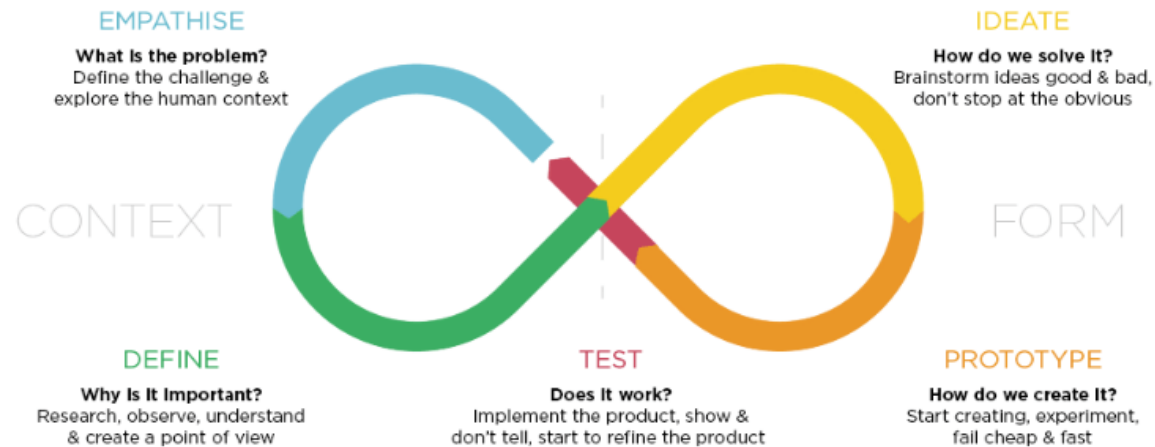 EMPATHISE
What is the problem?
Define the challenge &
explore the human context
IDEATE
How do we solve it?
Brainstorm ideas good & bad,
don't stop at the obvious
CONTEXT
FORM
DEFINE
Why is it important?
Research, observe, understand
& create a point of view
TEST
Does it work?
Implement the product, show &
don't tell, start to refine the product
PROTOTYPE
How do we create it?
Start creating, experiment,
fail cheap & fast